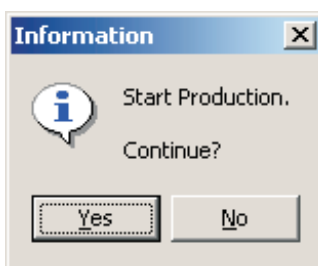 Information
Start Production.
Continue?
Yes No